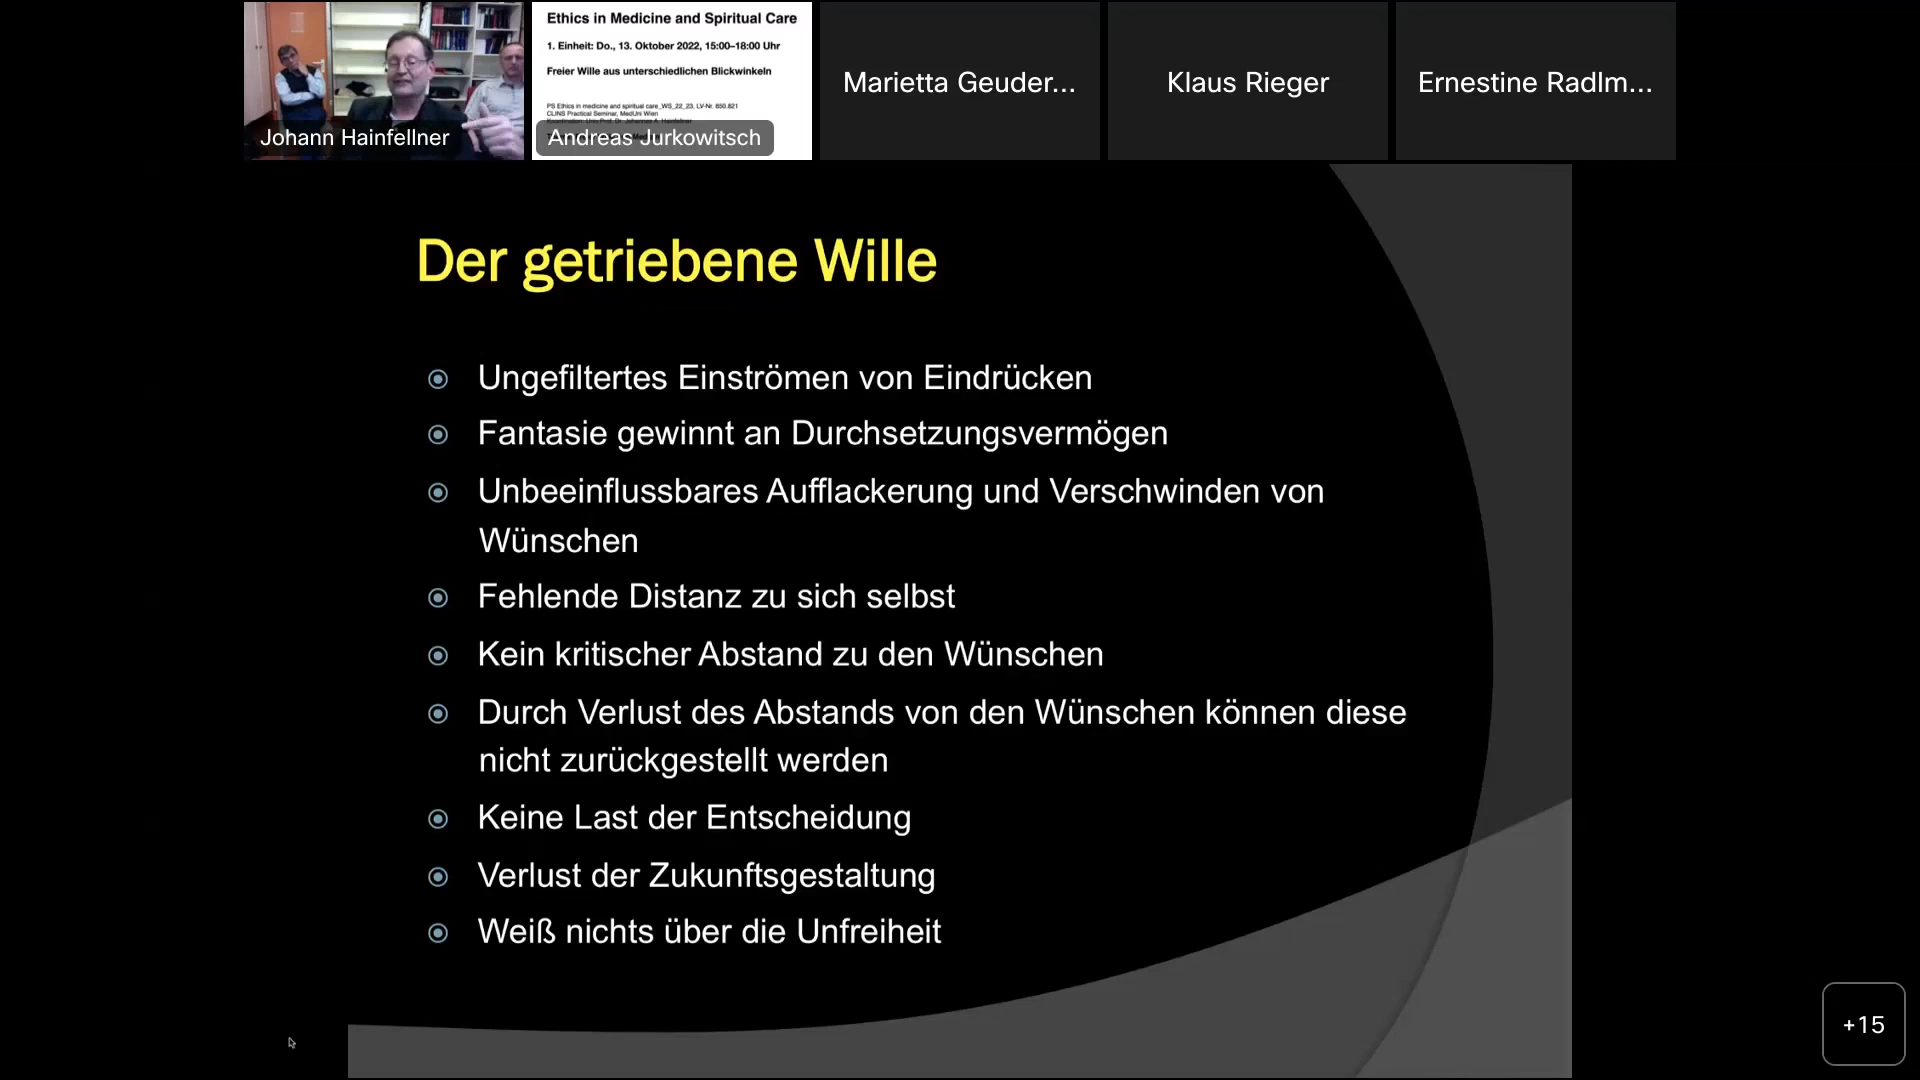 Johann Hainfellner
Ethics in Medicine and Spiritual Care
1. Einheit: Do., 13. Oktober 2022, 15:00–18:00 Uhr
Freier Wille aus unterschiedlichen Blickwinkeln
PS Ethics in medicine and spiritual care_WS_22_23, LV-Nr. 850.821
CLINS Practical Seminar, MedUni Wien
Andreas Jurkowitsch
Marietta Geuder...
Klaus Rieger
Ernestine Radlm...
Der getriebene Wille
Ungefiltertes Einströmen von Eindrücken
Fantasie gewinnt an Durchsetzungsvermögen
Unbeeinflussbares Aufflackerung und Verschwinden von
Wünschen
Fehlende Distanz zu sich selbst
Kein kritischer Abstand zu den Wünschen
Durch Verlust des Abstands von den Wünschen können diese
nicht zurückgestellt werden
Keine Last der Entscheidung
Verlust der Zukunftsgestaltung
Weiß nichts über die Unfreiheit
+15